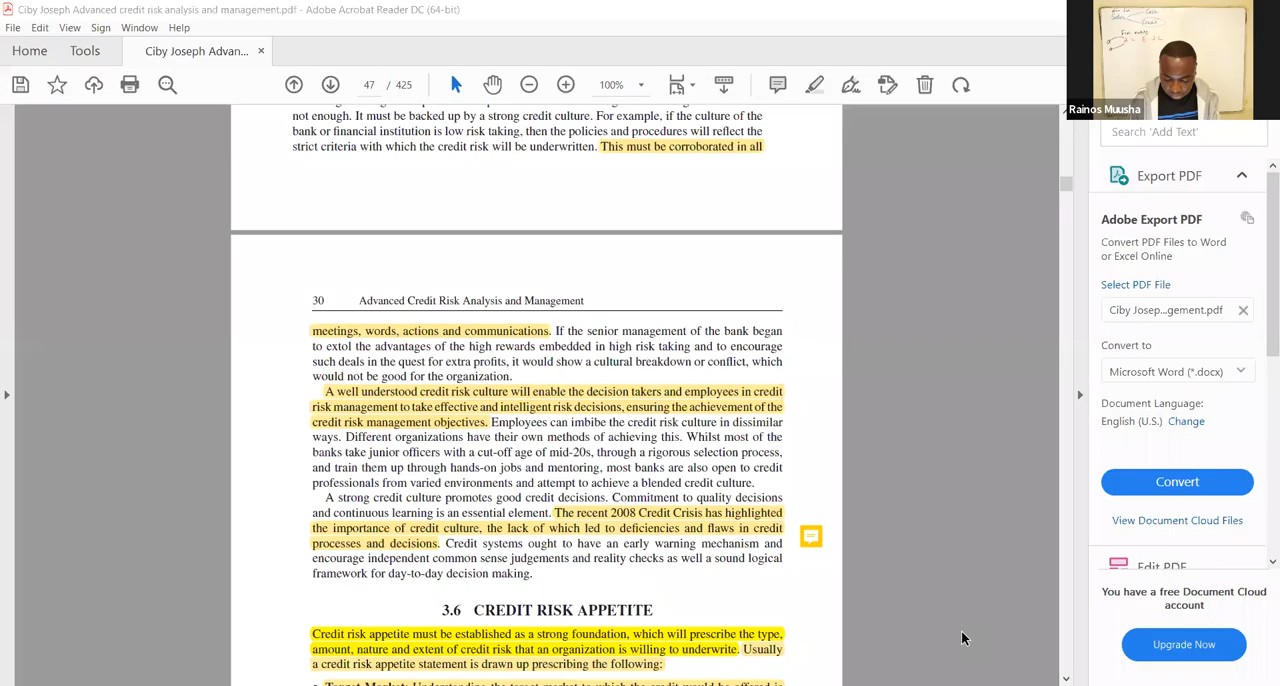 Ciby Joseph Advanced credit risk analysis and management.pdf - Adobe Acrobat Reader DC (64-bit)
File Edit View Sign Window Help
Home Tools Ciby Joseph Advan... ×
47 / 425 100%
Rainos Muusha
not enough. It must be backed up by a strong credit culture. For example, if the culture of the
bank or financial institution is low risk taking, then the policies and procedures will reflect the
strict criteria with which the credit risk will be underwritten. This must be corroborated in all
30 Advanced Credit Risk Analysis and Management
meetings, words, actions and communications. If the senior management of the bank began
to extol the advantages of the high rewards embedded in high risk taking and to encourage
such deals in the quest for extra profits, it would show a cultural breakdown or conflict, which
would not be good for the organization.
A well understood credit risk culture will enable the decision takers and employees in credit
risk management to take effective and intelligent risk decisions, ensuring the achievement of the
credit risk management objectives. Employees can imbibe the credit risk culture in dissimilar
ways. Different organizations have their own methods of achieving this. Whilst most of the
banks take junior officers with a cut-off age of mid-20s, through a rigorous selection process,
and train them up through hands-on jobs and mentoring, most banks are also open to credit
professionals from varied environments and attempt to achieve a blended credit culture.
A strong credit culture promotes good credit decisions. Commitment to quality decisions
and continuous learning is an essential element. The recent 2008 Credit Crisis has highlighted
the importance of credit culture, the lack of which led to deficiencies and flaws in credit
processes and decisions. Credit systems ought to have an early warning mechanism and
encourage independent common sense judgements and reality checks as well a sound logical
framework for day-to-day decision making.
3.6 CREDIT RISK APPETITE
Credit risk appetite must be established as a strong foundation, which will prescribe the type,
amount, nature and extent of credit risk that an organization is willing to underwrite. Usually
a credit risk appetite statement is drawn up prescribing the following:
• Target Market: Understanding the target market to which the credit would be offered is
Search 'Add Text'
Export PDF
Adobe Export PDF
Convert PDF Files to Word
or Excel Online
Select PDF File
Ciby Josep...gement.pdf
Convert to
Microsoft Word (*.docx)
Document Language:
English (U.S.) Change
Convert
View Document Cloud Files
Edit PDF
You have a free Document Cloud
account
Upgrade Now